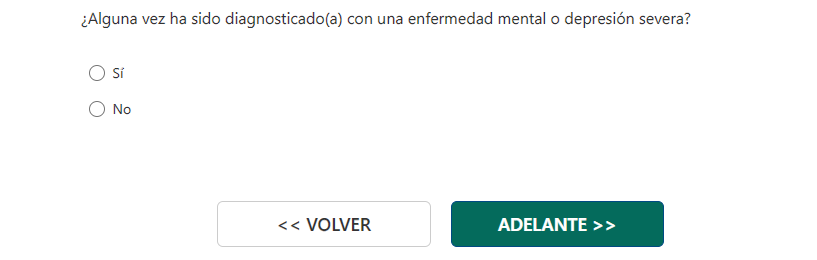 ¿Alguna vez ha sido diagnosticado(a) con una enfermedad mental o depresión severa?
Sí
No
<< VOLVER
ADELANTE >>